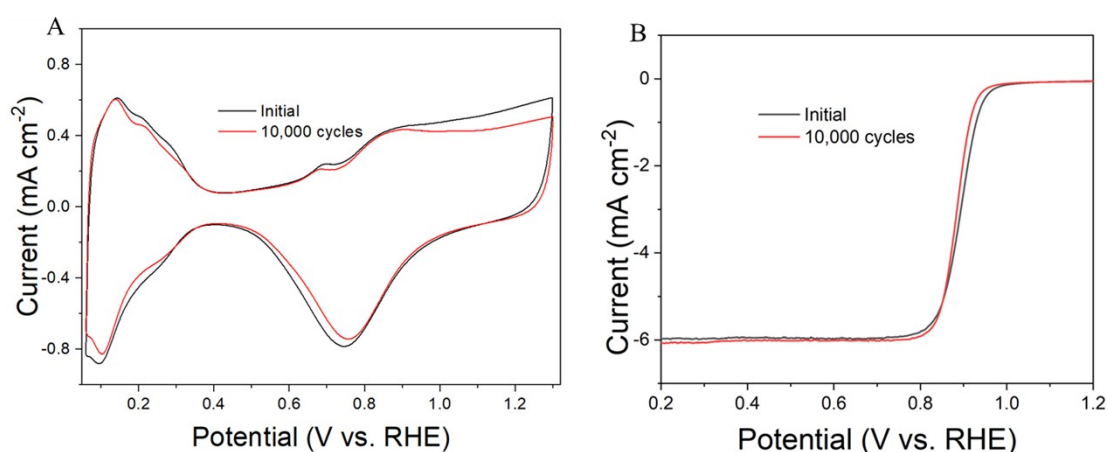 A
0.8
0.4
0.0
-0.4
-0.8
Current (mA cm-2)
Initial
10,000 cycles
0.2 0.4 0.6 0.8 1.0 1.2
Potential (V vs. RHE)
B
0
-2
-4
-6
Current (mA cm-2)
Initial
10,000 cycles
0.2 0.4 0.6 0.8 1.0 1.2
Potential (V vs. RHE)